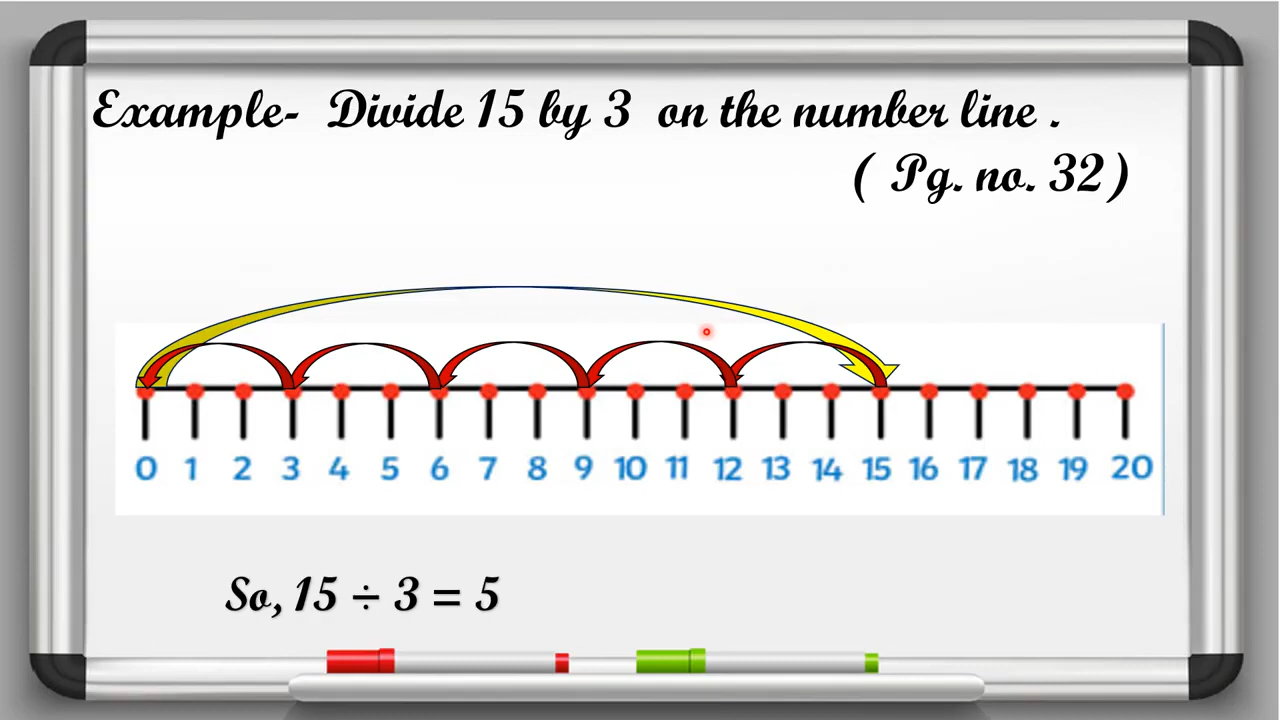 Example- Divide 15 by 3 on the number line .
( Pg. no. 32 )
0 1 2 3 4 5 6 7 8 9 10 11 12 13 14 15 16 17 18 19 20
So, 15 ÷ 3 = 5